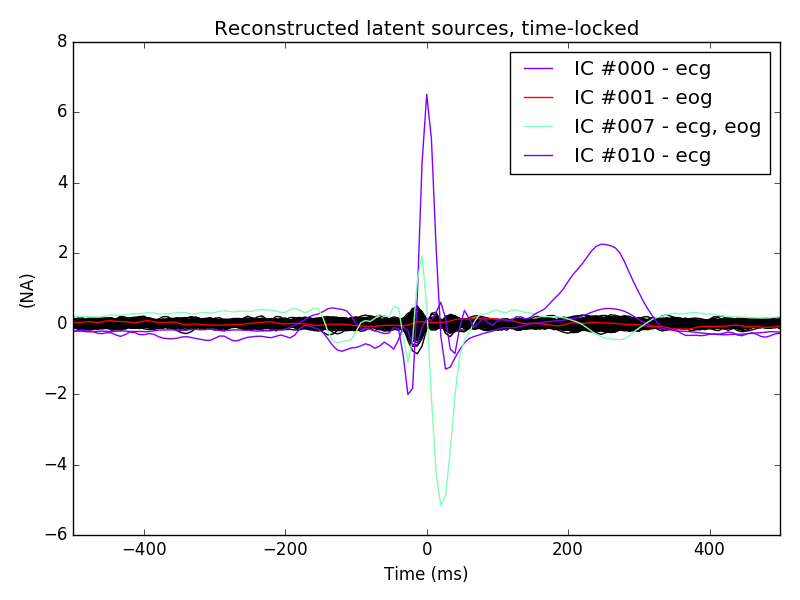 Reconstructed latent sources, time-locked
8
6
4
2
0
−2
−4
−6
(NA)
IC #000 - ecg
IC #001 - eog
IC #007 - ecg, eog
IC #010 - ecg
−400 −200 0 200 400
Time (ms)